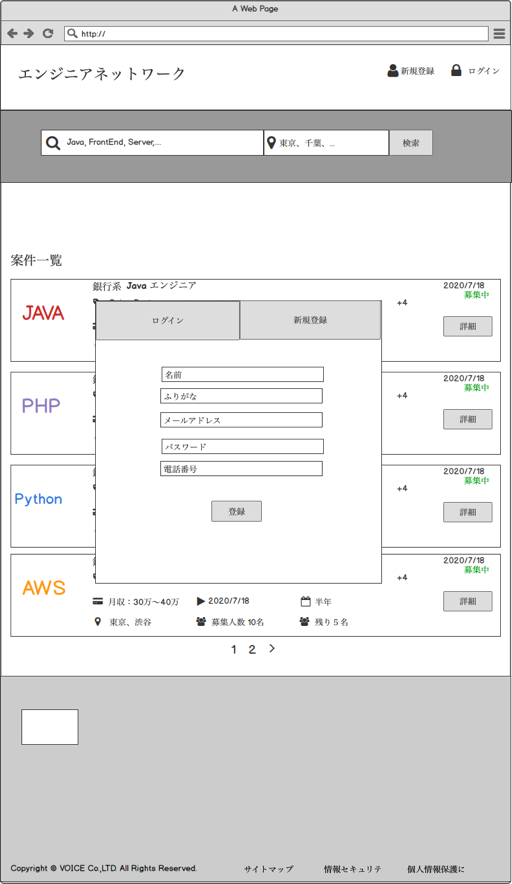 A Web Page
http://
エンジニアネットワーク
新規登録 ログイン
Java, FrontEnd, Server,... 東京、千葉、... 検索
案件一覧
銀行系 Java エンジニア 2020/7/18
募集中
+4
JAVA
詳細
ログイン 新規登録
名前
ふりがな
メールアドレス
パスワード
電話番号
登録
2020/7/18
募集中
+4
PHP
詳細
2020/7/18
募集中
+4
Python
詳細
2020/7/18
募集中
+4
AWS
詳細
月収：30万～40万 2020/7/18 半年
東京、渋谷 募集人数 10名 残り５名
1 2
Copyright © VOICE Co.,LTD. All Rights Reserved. サイトマップ 情報セキュリテ 個人情報保護に